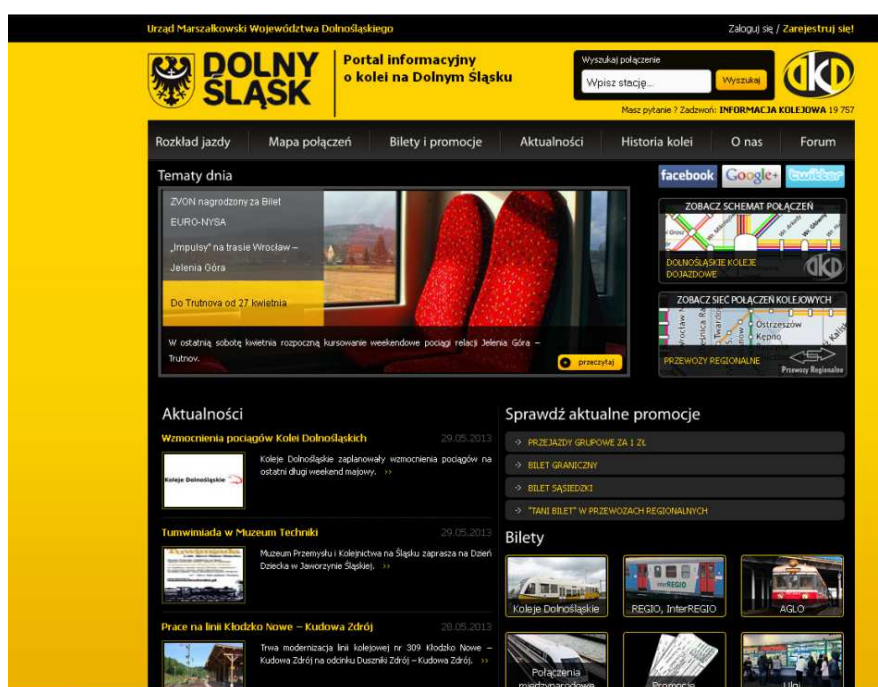 Urząd Marszałkowski Województwa Dolnośląskiego
Zaloguj się / Zarejestruj się!
DOLNY
ŚLĄSK
Portal informacyjny
o kolei na Dolnym Śląsku
Wyszukaj połączenie
Wpisz stację...
Wyszukaj
DKD
Masz pytanie ? Zadzwoń: INFORMACJA KOLEJOWA 19 757
Rozkład jazdy
Mapa połączeń
Bilety i promocje
Aktualności
Historia kolei
O nas
Forum
Tematy dnia
ZVON nagrodzony za Bilet
EURO-NYSA
„Impulsy" na trasie Wrocław –
Jelenia Góra
Do Trutnova od 27 kwietnia
W ostatnią sobotę kwietnia rozpoczną kursowanie weekendowe pociągi relacji Jelenia Góra –
Trutnov.
przeczytaj
facebook
Google+
twitter
ZOBACZ SCHEMAT POŁĄCZEŃ
DOLNOŚLĄSKIE KOLEJE
DOJAZDOWE
DKD
ZOBACZ SIEĆ POŁĄCZEŃ KOLEJOWYCH
Ostrzeszów
Kępno
PRZEWOZY REGIONALNE
Przewozy Regionalne
Aktualności
Wzmocnienia pociągów Kolei Dolnośląskich
29.05.2013
Koleje Dolnośląskie
Koleje Dolnośląskie zaplanowały wzmocnienia pociągów na
ostatni długi weekend majowy. >>
Tumwimiada w Muzeum Techniki
29.05.2013
Muzeum Przemysłu i Kolejnictwa na Śląsku zaprasza na Dzień
Dziecka w Jaworzynie Śląskiej. >>
Prace na linii Kłodzko Nowe – Kudowa Zdrój
28.05.2013
Trwa modernizacja linii kolejowej nr 309 Kłodzko Nowe –
Kudowa Zdrój na odcinku Duszniki Zdrój – Kudowa Zdrój. >>
Sprawdź aktualne promocje
PRZEJAZDY GRUPOWE ZA 1 ZŁ
BILET GRANICZNY
BILET SĄSIEDZKI
"TANI BILET" W PRZEWOZACH REGIONALNYCH
Bilety
Koleje Dolnośląskie
REGIO, InterREGIO
AGLO
Połączenia
międzynarodowe
Promocje
Ulgi